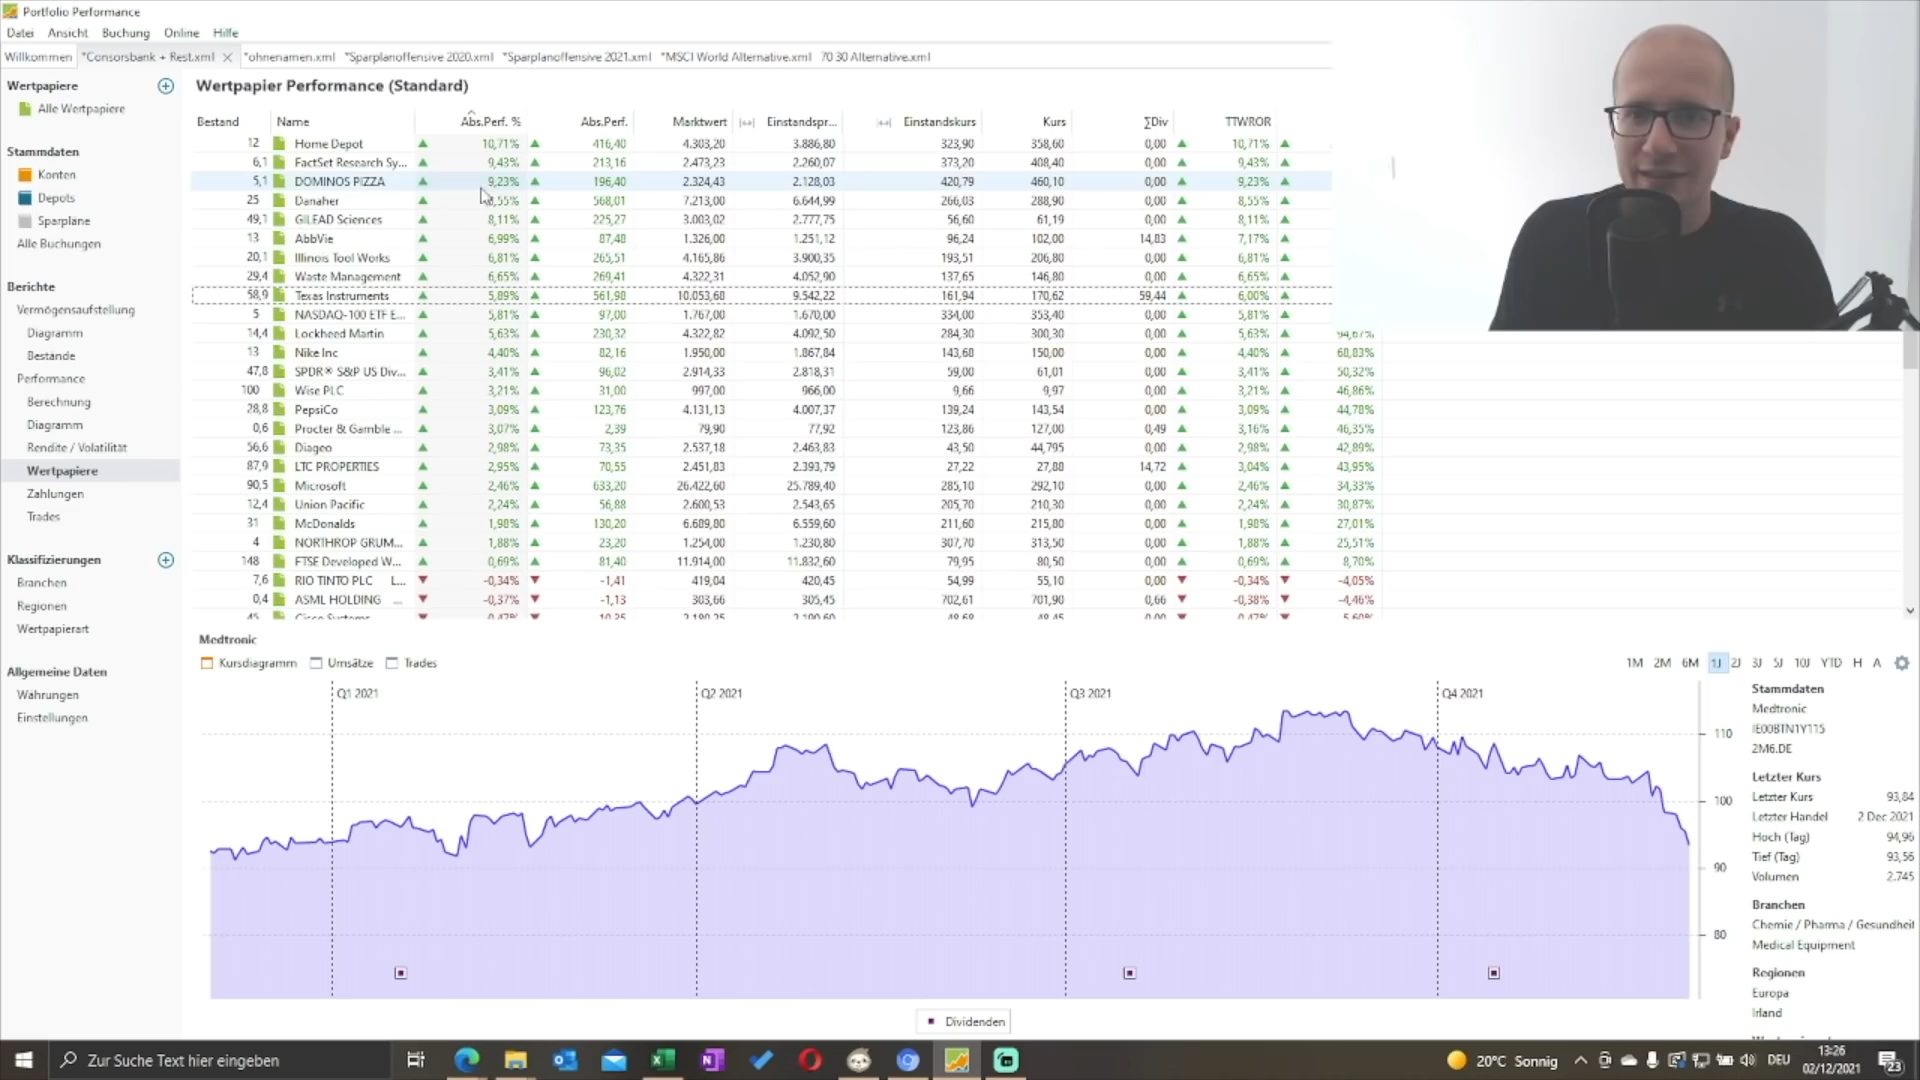 Portfolio Performance
Datei Ansicht Buchung Online Hilfe
Willkommen *Consorsbank + Rest.xml *ohnenamen.xml *Sparplanoffensive 2020.xml *Sparplanoffensive 2021.xml *MSCI World Alternative.xml 70 30 Alternative.xml
Wertpapiere
Alle Wertpapiere
Stammdaten
Konten
Depots
Sparpläne
Alle Buchungen
Berichte
Vermögensaufstellung
Diagramm
Bestände
Performance
Berechnung
Diagramm
Rendite / Volatilität
Wertpapiere
Zahlungen
Trades
Klassifizierungen
Branchen
Regionen
Wertpapierart
Allgemeine Daten
Währungen
Einstellungen
Wertpapier Performance (Standard)
Bestand Name Abs.Perf. % Abs.Perf. Marktwert Einstandspr... Einstandskurs Kurs ∑Div TTWROR
12 Home Depot 10,71% 416,40 4.303,20 3.886,80 323,90 358,60 0,00 10,71%
6,1 FactSet Research Sy... 9,43% 213,16 2.473,23 2.260,07 373,20 408,40 0,00 9,43%
5,1 DOMINOS PIZZA 9,23% 196,40 2.324,43 2.128,03 420,79 460,10 0,00 9,23%
25 Danaher 8,55% 568,01 7.213,00 6.644,99 266,03 288,90 0,00 8,55%
49,1 GILEAD Sciences 8,11% 225,27 3.003,02 2.777,75 56,60 61,19 0,00 8,11%
13 AbbVie 6,99% 87,48 1.326,00 1.251,12 96,24 102,00 14,83 7,17%
20,1 Illinois Tool Works 6,81% 265,51 4.165,86 3.900,35 193,51 206,80 0,00 6,81%
29,4 Waste Management 6,65% 269,41 4.322,31 4.052,90 137,65 146,80 0,00 6,65%
58,9 Texas Instruments 5,89% 561,98 10.053,68 9.542,22 161,94 170,62 59,44 6,00%
5 NASDAQ-100 ETF E... 5,81% 97,00 1.767,00 1.670,00 334,00 353,40 0,00 5,81%
14,4 Lockheed Martin 5,63% 230,32 4.322,82 4.092,50 284,30 300,30 0,00 5,63% 94,67%
13 Nike Inc 4,40% 82,16 1.950,00 1.867,84 143,68 150,00 0,00 4,40% 68,83%
47,8 SPDR® S&P US Div... 3,41% 96,02 2.914,33 2.818,31 59,00 61,01 0,00 3,41% 50,32%
100 Wise PLC 3,21% 31,00 997,00 966,00 9,66 9,97 0,00 3,21% 46,86%
28,8 PepsiCo 3,09% 123,76 4.131,13 4.007,37 139,24 143,54 0,00 3,09% 44,78%
0,6 Procter & Gamble ... 3,07% 2,39 79,90 77,92 123,86 127,00 0,49 3,16% 46,35%
56,6 Diageo 2,98% 73,35 2.537,18 2.463,83 43,50 44,795 0,00 2,98% 42,89%
87,9 LTC PROPERTIES 2,95% 70,55 2.451,83 2.393,79 27,22 27,88 14,72 3,04% 43,95%
90,5 Microsoft 2,46% 633,20 26.422,60 25.789,40 285,10 292,10 0,00 2,46% 34,33%
12,4 Union Pacific 2,24% 56,88 2.600,53 2.543,65 205,70 210,30 0,00 2,24% 30,87%
31 McDonalds 1,98% 130,20 6.689,80 6.559,60 211,60 215,80 0,00 1,98% 27,01%
4 NORTHROP GRUM... 1,88% 23,20 1.254,00 1.230,80 307,70 313,50 0,00 1,88% 25,51%
148 FTSE Developed W... 0,69% 81,40 11.914,00 11.832,60 79,95 80,50 0,00 0,69% 8,70%
7,6 RIO TINTO PLC L... -0,34% -1,41 419,04 420,45 54,99 55,10 0,00 -0,34% -4,05%
0,4 ASML HOLDING ... -0,37% -1,13 303,66 305,45 702,61 701,90 0,66 -0,38% -4,46%
45 Cisco Systems -0,47% -10,35 2.180,25 2.190,60 48,68 48,45 0,00 -0,47% -5,60%
Medtronic
Kursdiagramm Umsätze Trades
1M 2M 6M 1J 2J 3J 5J 10J YTD H A
Q1 2021 Q2 2021 Q3 2021 Q4 2021
110
100
90
80
Dividenden
Stammdaten
Medtronic
IE00BTN1Y115
2M6.DE
Letzter Kurs
Letzter Kurs 93,84
Letzter Handel 2 Dec 2021
Hoch (Tag) 94,96
Tief (Tag) 93,56
Volumen 2.745
Branchen
Chemie / Pharma / Gesundheit
Medical Equipment
Regionen
Europa
Irland
Zur Suche Text hier eingeben
20°C Sonnig
DEU
13:26
02/12/2021
23